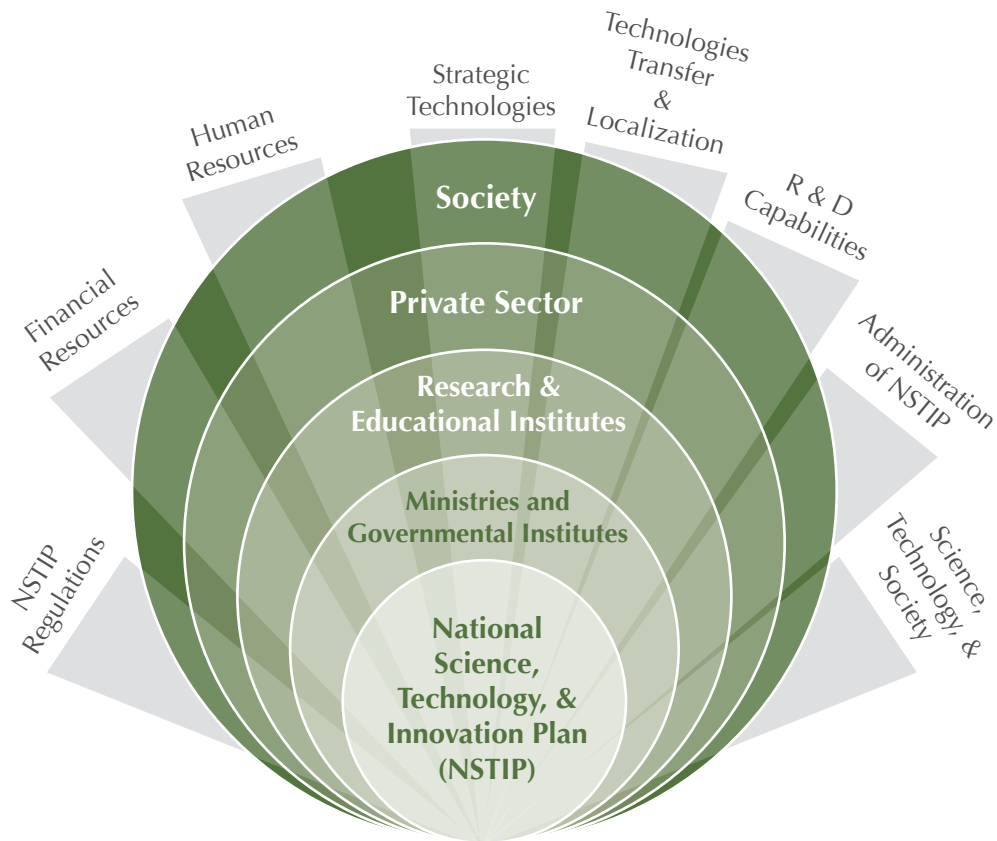 Technologies
Transfer
&
Localization
Strategic
Technologies
Human
Resources
R & D
Capabilities
Financial
Resources
Administration
of NSTIP
NSTIP
Regulations
Science,
Technology, &
Society
Society
Private Sector
Research &
Educational Institutes
Ministries and
Governmental Institutes
National
Science,
Technology, &
Innovation Plan
(NSTIP)